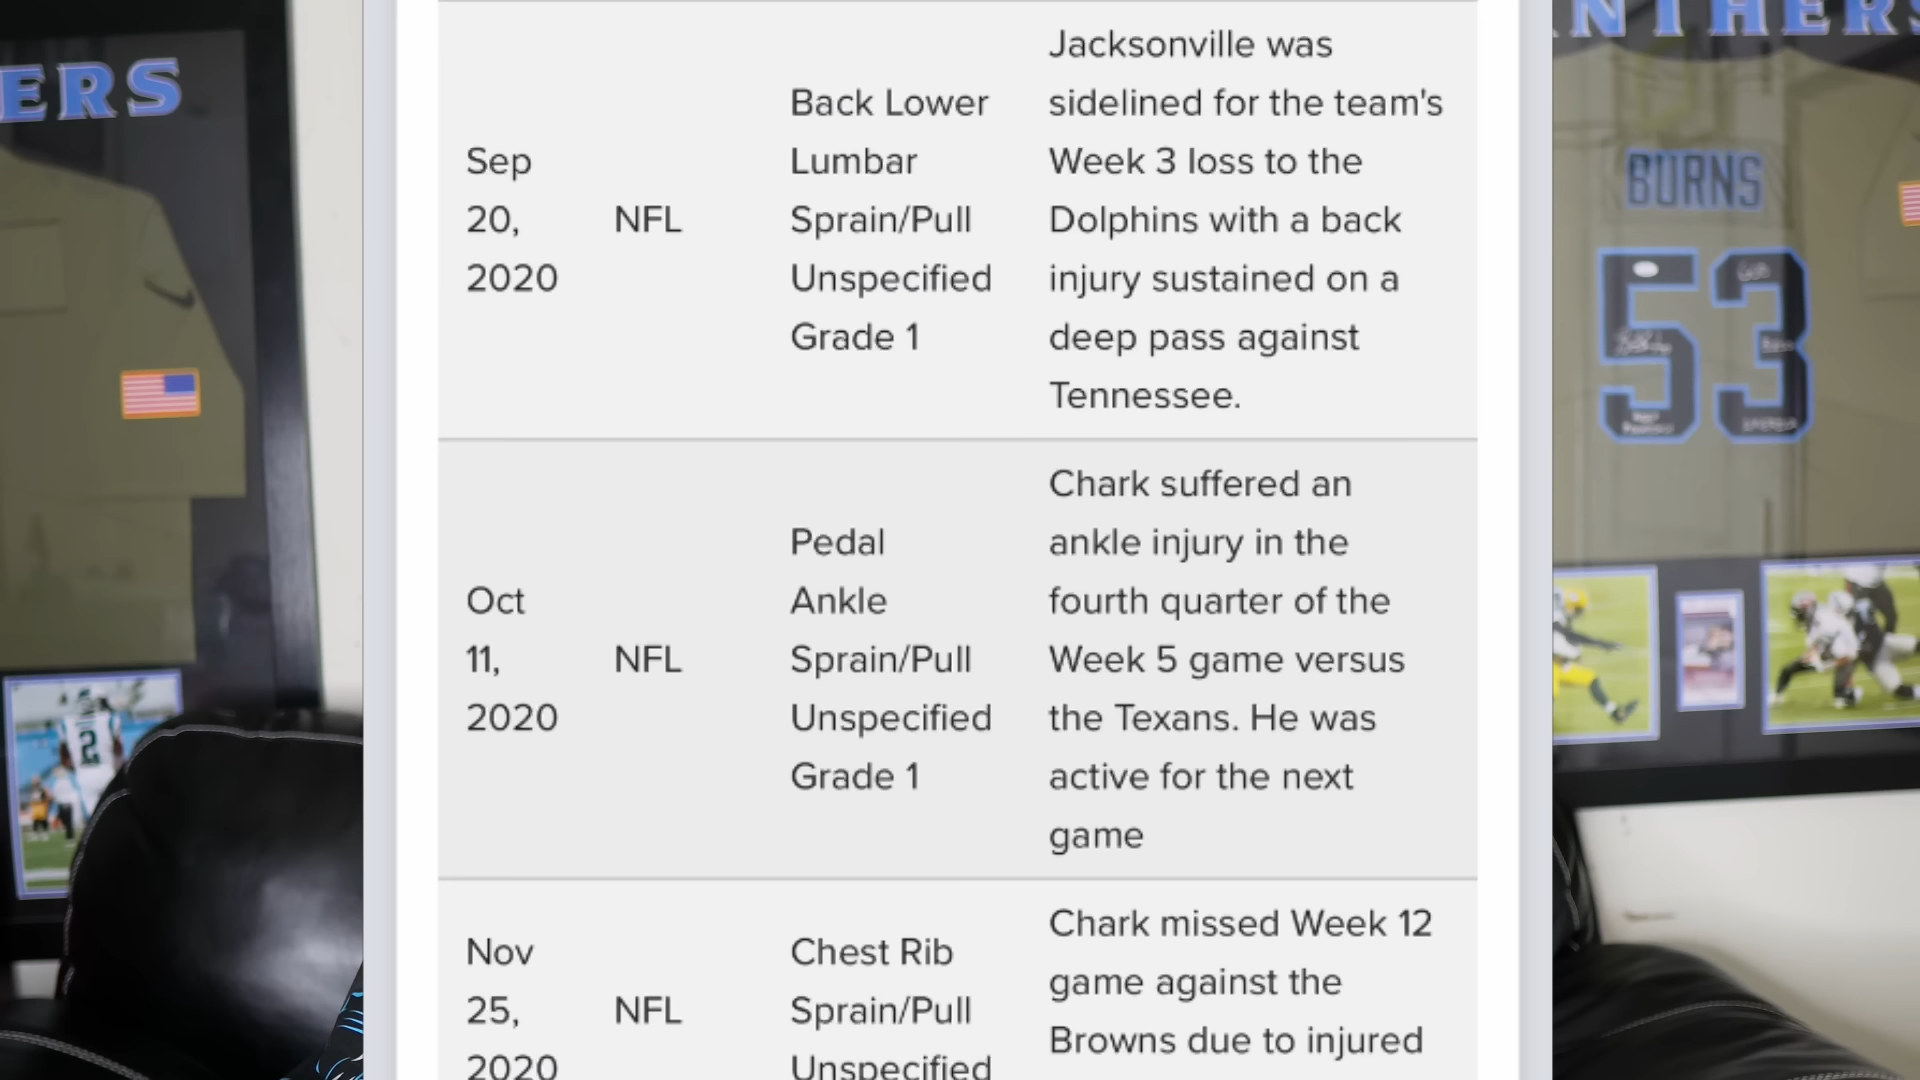 ERS
NTHERS
BURNS
53
2
Jacksonville was
sidelined for the team's
Week 3 loss to the
Dolphins with a back
injury sustained on a
deep pass against
Tennessee.
Sep
20,
2020
NFL
Back Lower
Lumbar
Sprain/Pull
Unspecified
Grade 1
Oct
11,
2020
NFL
Pedal
Ankle
Sprain/Pull
Unspecified
Grade 1
Chark suffered an
ankle injury in the
fourth quarter of the
Week 5 game versus
the Texans. He was
active for the next
game
Nov
25,
2020
NFL
Chest Rib
Sprain/Pull
Unspecified
Chark missed Week 12
game against the
Browns due to injured